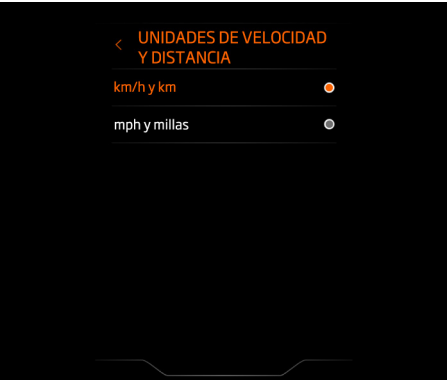 UNIDADES DE VELOCIDAD
Y DISTANCIA
km/h y km
mph y millas